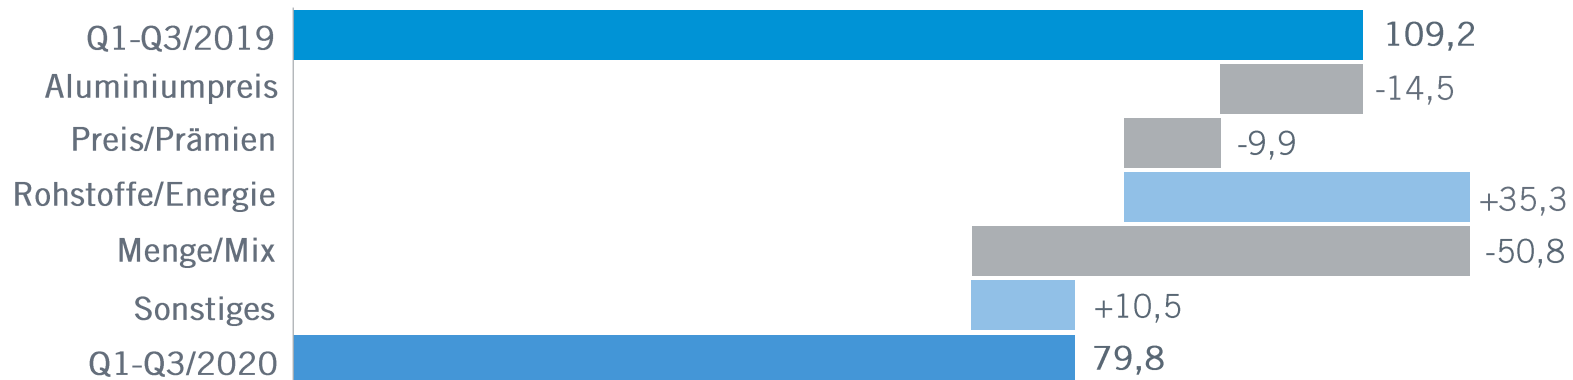 Q1-Q3/2019 109,2
Aluminiumpreis -14,5
Preis/Prämien -9,9
Rohstoffe/Energie +35,3
Menge/Mix -50,8
Sonstiges +10,5
Q1-Q3/2020 79,8